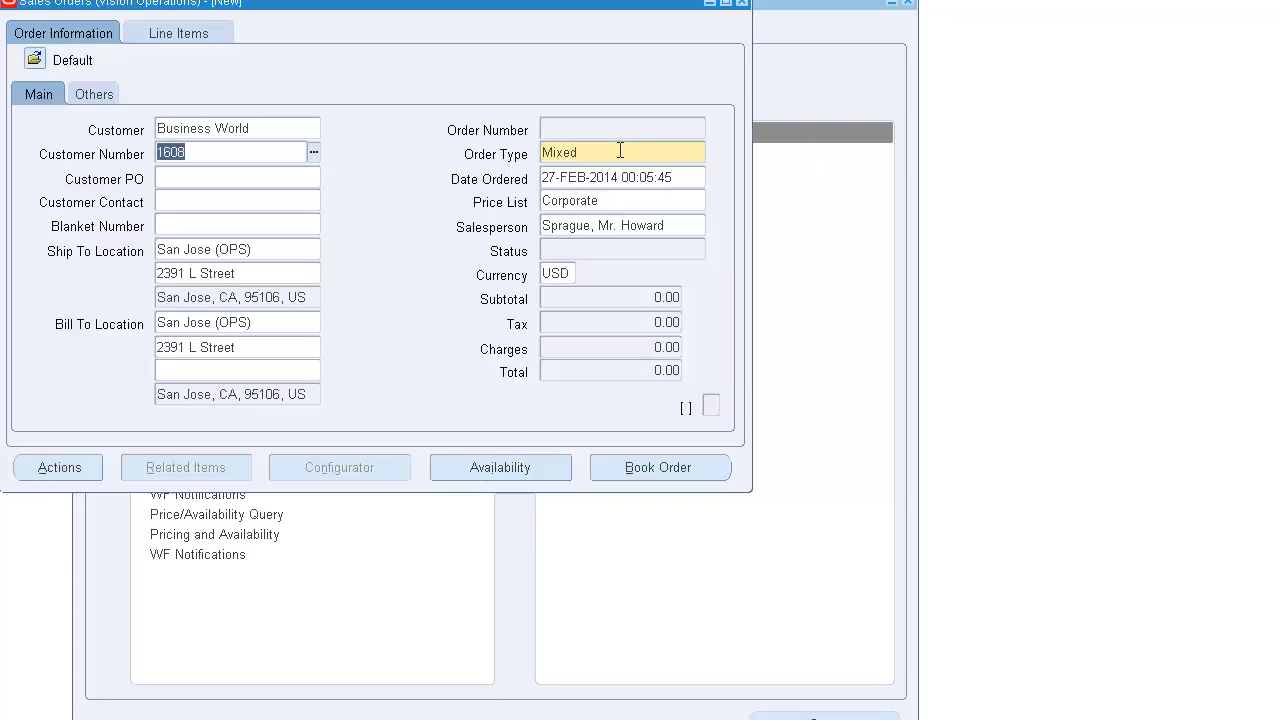 Sales Orders (Vision Operations) - [New]
Order Information
Line Items
Default
Main
Others
Customer
Business World
Customer Number
1608
Customer PO
Customer Contact
Blanket Number
Ship To Location
San Jose (OPS)
2391 L Street
San Jose, CA, 95106, US
Bill To Location
San Jose (OPS)
2391 L Street
San Jose, CA, 95106, US
Order Number
Order Type
Mixed
Date Ordered
27-FEB-2014 00:05:45
Price List
Corporate
Salesperson
Sprague, Mr. Howard
Status
Currency
USD
Subtotal
0.00
Tax
0.00
Charges
0.00
Total
0.00
[ ]
Actions
Related Items
Configurator
Availability
Book Order
WF Notifications
Price/Availability Query
Pricing and Availability
WF Notifications